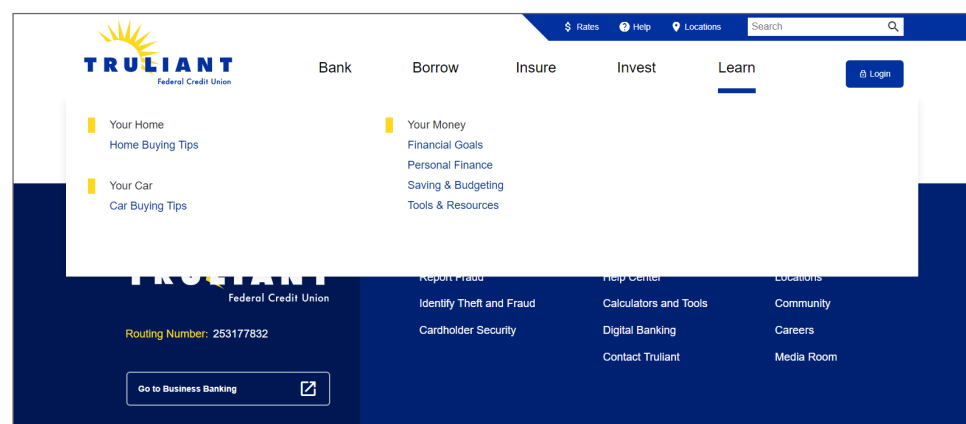 Rates Help Locations Search
TRULIANT
Federal Credit Union
Bank Borrow Insure Invest Learn
Login
Your Home
Home Buying Tips
Your Car
Car Buying Tips
Your Money
Financial Goals
Personal Finance
Saving & Budgeting
Tools & Resources
TRULIANT
Federal Credit Union
Routing Number: 253177832
Go to Business Banking
Report Fraud
Identify Theft and Fraud
Cardholder Security
Help Center
Calculators and Tools
Digital Banking
Contact Truliant
Locations
Community
Careers
Media Room